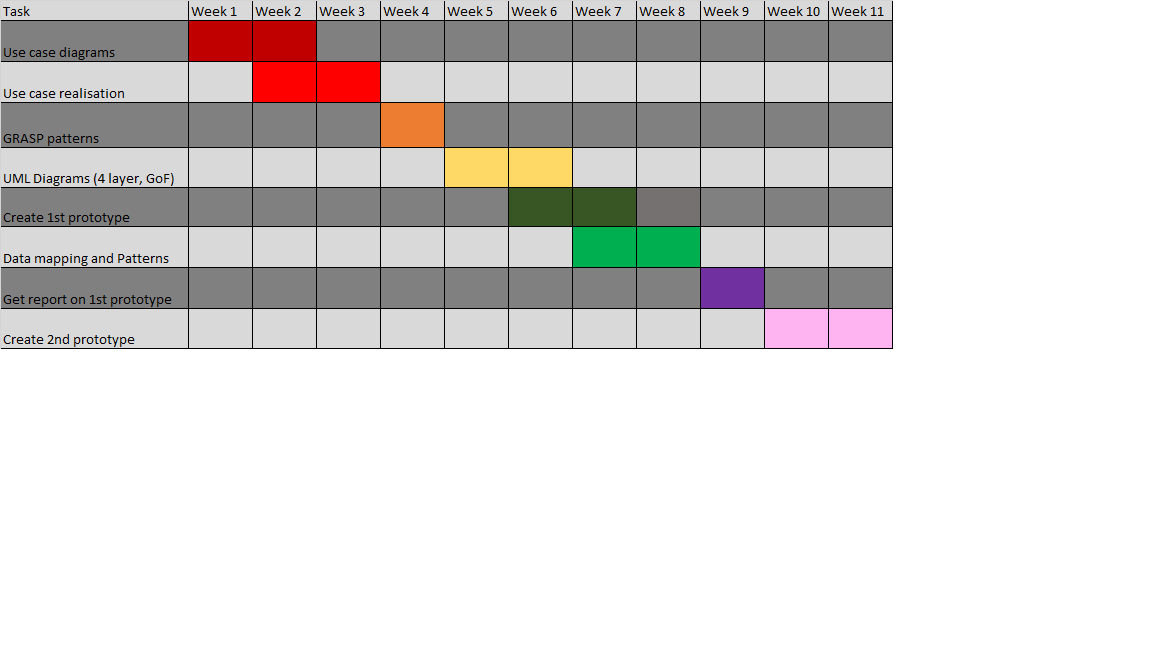 Task Week 1 Week 2 Week 3 Week 4 Week 5 Week 6 Week 7 Week 8 Week 9 Week 10 Week 11
Use case diagrams
Use case realisation
GRASP patterns
UML Diagrams (4 layer, GoF)
Create 1st prototype
Data mapping and Patterns
Get report on 1st prototype
Create 2nd prototype